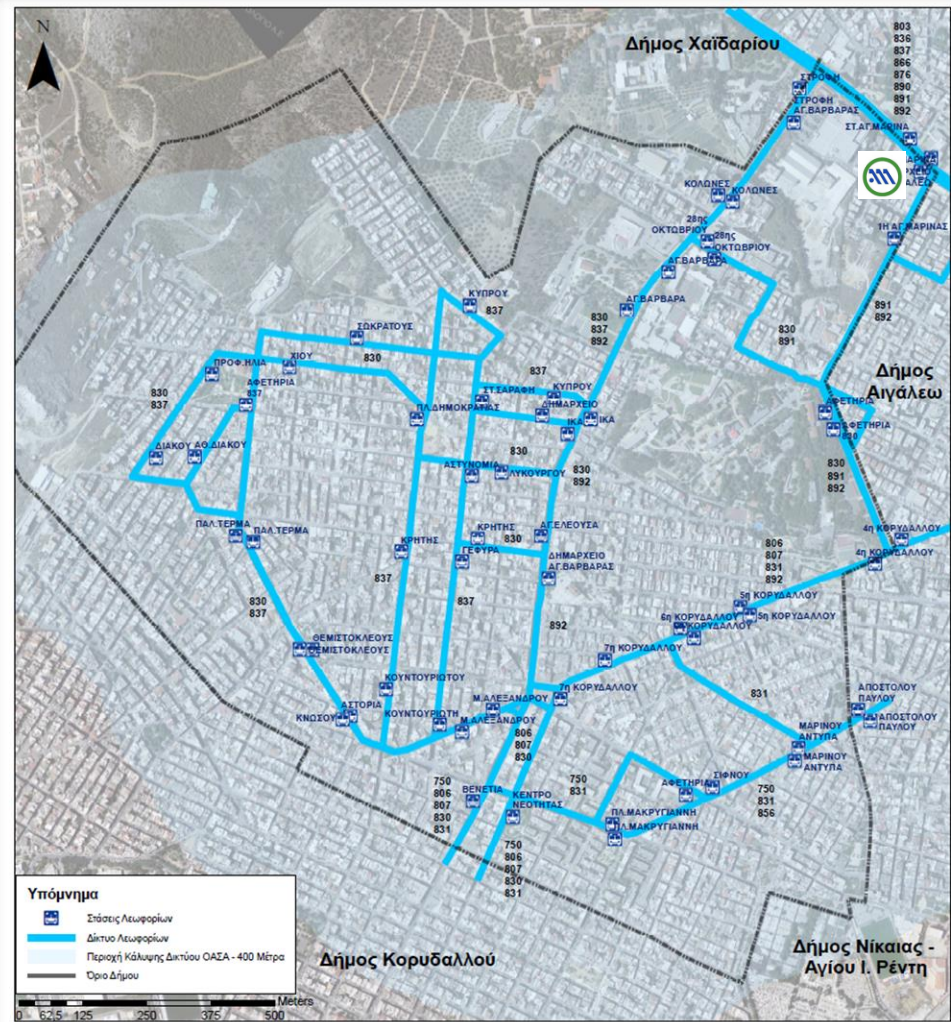 N
Δήμος Χαϊδαρίου
803
836
837
866
876
890
891
892
ΣΤΡΟΦΗ
ΣΤΡΟΦΗ
ΑΓ.ΒΑΡΒΑΡΑΣ
ΣΤ.ΑΓ.ΜΑΡΙΝΑ
ΚΟΛΩΝΕΣ
ΚΟΛΩΝΕΣ
1Η ΑΓ.ΜΑΡΙΝΑΣ
28ης
ΟΚΤΩΒΡΙΟΥ
28ης
ΟΚΤΩΒΡΙΟΥ
ΑΓ.ΒΑΡΒΑΡΑ
ΑΓ.ΒΑΡΒΑΡΑ
ΚΥΠΡΟΥ
837
830
837
892
891
892
830
891
ΣΩΚΡΑΤΟΥΣ
830
ΧΙΟΥ
ΠΡΟΦ.ΗΛΙΑ
ΑΦΕΤΗΡΙΑ
837
830
837
837
ΣΤ.ΣΑΡΑΦΗ
ΚΥΠΡΟΥ
ΠΛ.ΔΗΜΟΚΡΑΤΙΑΣ
ΔΗΜΑΡΧΕΙΟ
ΙΚΑ
ΙΚΑ
Δήμος
Αιγάλεω
ΑΦΕΤΗΡΙΑ
ΑΦΕΤΗΡΙΑ
830
ΔΙΑΚΟΥ
ΑΘ.ΔΙΑΚΟΥ
830
ΑΣΤΥΝΟΜΙΑ
ΛΥΚΟΥΡΓΟΥ
830
892
830
891
892
ΠΑΛ.ΤΕΡΜΑ
ΠΑΛ.ΤΕΡΜΑ
ΚΡΗΤΗΣ
ΚΡΗΤΗΣ
830
ΑΓ.ΕΛΕΟΥΣΑ
ΓΕΦΥΡΑ
ΔΗΜΑΡΧΕΙΟ
ΑΓ.ΒΑΡΒΑΡΑΣ
4η ΚΟΡΥΔΑΛΛΟΥ
4η ΚΟΡΥΔΑΛΛΟΥ
806
807
831
892
837
837
830
837
5η ΚΟΡΥΔΑΛΛΟΥ
5η ΚΟΡΥΔΑΛΛΟΥ
6η ΚΟΡΥΔΑΛΛΟΥ
ΚΟΡΥΔΑΛΛΟΥ
892
7η ΚΟΡΥΔΑΛΛΟΥ
7η ΚΟΡΥΔΑΛΛΟΥ
ΘΕΜΙΣΤΟΚΛΕΟΥΣ
ΘΕΜΙΣΤΟΚΛΕΟΥΣ
ΚΟΥΝΤΟΥΡΙΩΤΟΥ
831
ΑΣΤΟΡΙΑ
ΚΝΩΣΟΥ
ΚΟΥΝΤΟΥΡΙΩΤΗ
Μ.ΑΛΕΞΑΝΔΡΟΥ
Μ.ΑΛΕΞΑΝΔΡΟΥ
ΑΠΟΣΤΟΛΟΥ
ΠΑΥΛΟΥ
ΑΠΟΣΤΟΛΟΥ
ΠΑΥΛΟΥ
ΜΑΡΙΝΟΥ
ΑΝΤΥΠΑ
ΜΑΡΙΝΟΥ
ΑΝΤΥΠΑ
806
807
830
750
806
807
830
831
ΒΕΝΕΤΙΑ
ΚΕΝΤΡΟ
ΝΕΟΤΗΤΑΣ
750
831
ΑΦΕΤΗΡΙΑ
ΣΙΦΝΟΥ
750
831
856
ΠΛ.ΜΑΚΡΥΓΙΑΝΝΗ
ΠΛ.ΜΑΚΡΥΓΙΑΝΝΗ
750
806
807
830
831
Υπόμνημα
Στάσεις Λεωφορίων
Δίκτυο Λεωφορίων
Περιοχή Κάλυψης Δικτύου ΟΑΣΑ - 400 Μέτρα
Όριο Δήμου
Δήμος Κορυδαλλού
Δήμος Νίκαιας -
Αγίου Ι. Ρέντη
0 62,5 125 250 375 500 Meters